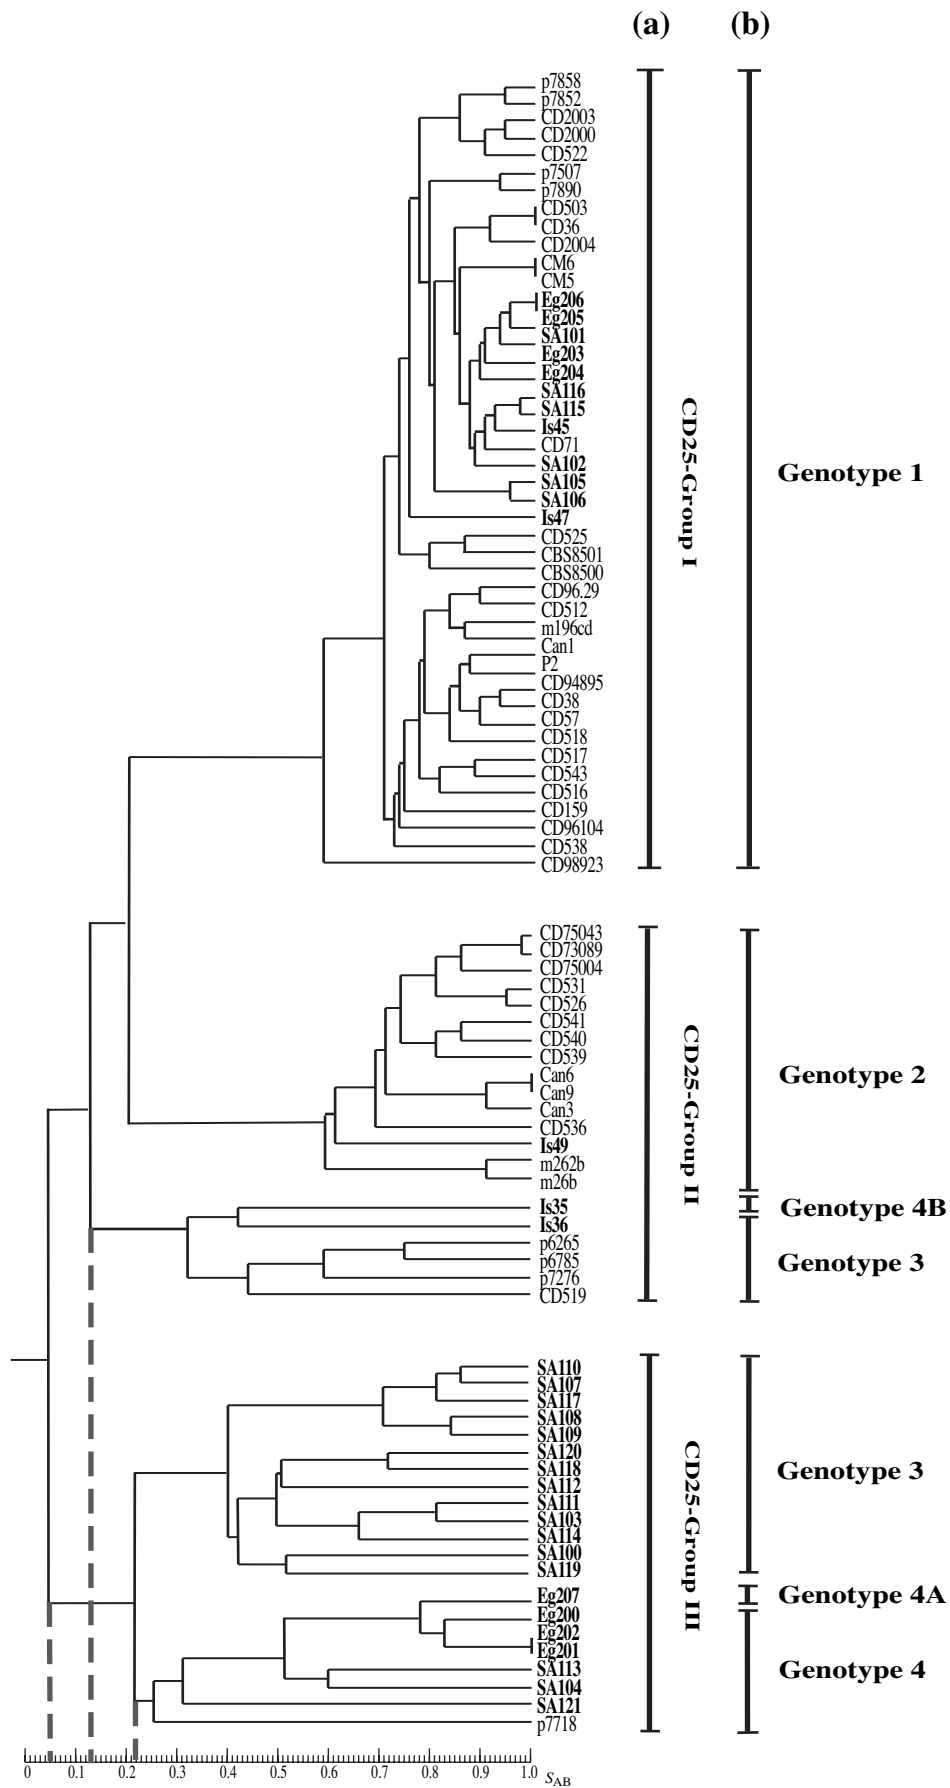 (a) (b)
p7858
p7852
CD2003
CD2000
CD522
p7507
p7890
CD503
CD36
CD2004
CM6
CM5
Eg206
Eg205
SA101
Eg203
Eg204
SA116
SA115
Is45
CD71
SA102
SA105
SA106
Is47
CD525
CBS8501
CBS8500
CD96.29
CD512
m196cd
Can1
P2
CD94895
CD38
CD57
CD518
CD517
CD543
CD516
CD159
CD96104
CD538
CD98923
CD25-Group I
Genotype 1
CD75043
CD73089
CD75004
CD531
CD526
CD541
CD540
CD539
Can6
Can9
Can3
CD536
Is49
m262b
m26b
Is35
Is36
p6265
p6785
p7276
CD519
CD25-Group II
Genotype 2
Genotype 4B
Genotype 3
SA110
SA107
SA117
SA108
SA109
SA120
SA118
SA112
SA111
SA103
SA114
SA100
SA119
Eg207
Eg200
Eg202
Eg201
SA113
SA104
SA121
p7718
CD25-Group III
Genotype 3
Genotype 4A
Genotype 4
0 0.1 0.2 0.3 0.4 0.5 0.6 0.7 0.8 0.9 1.0 SAB